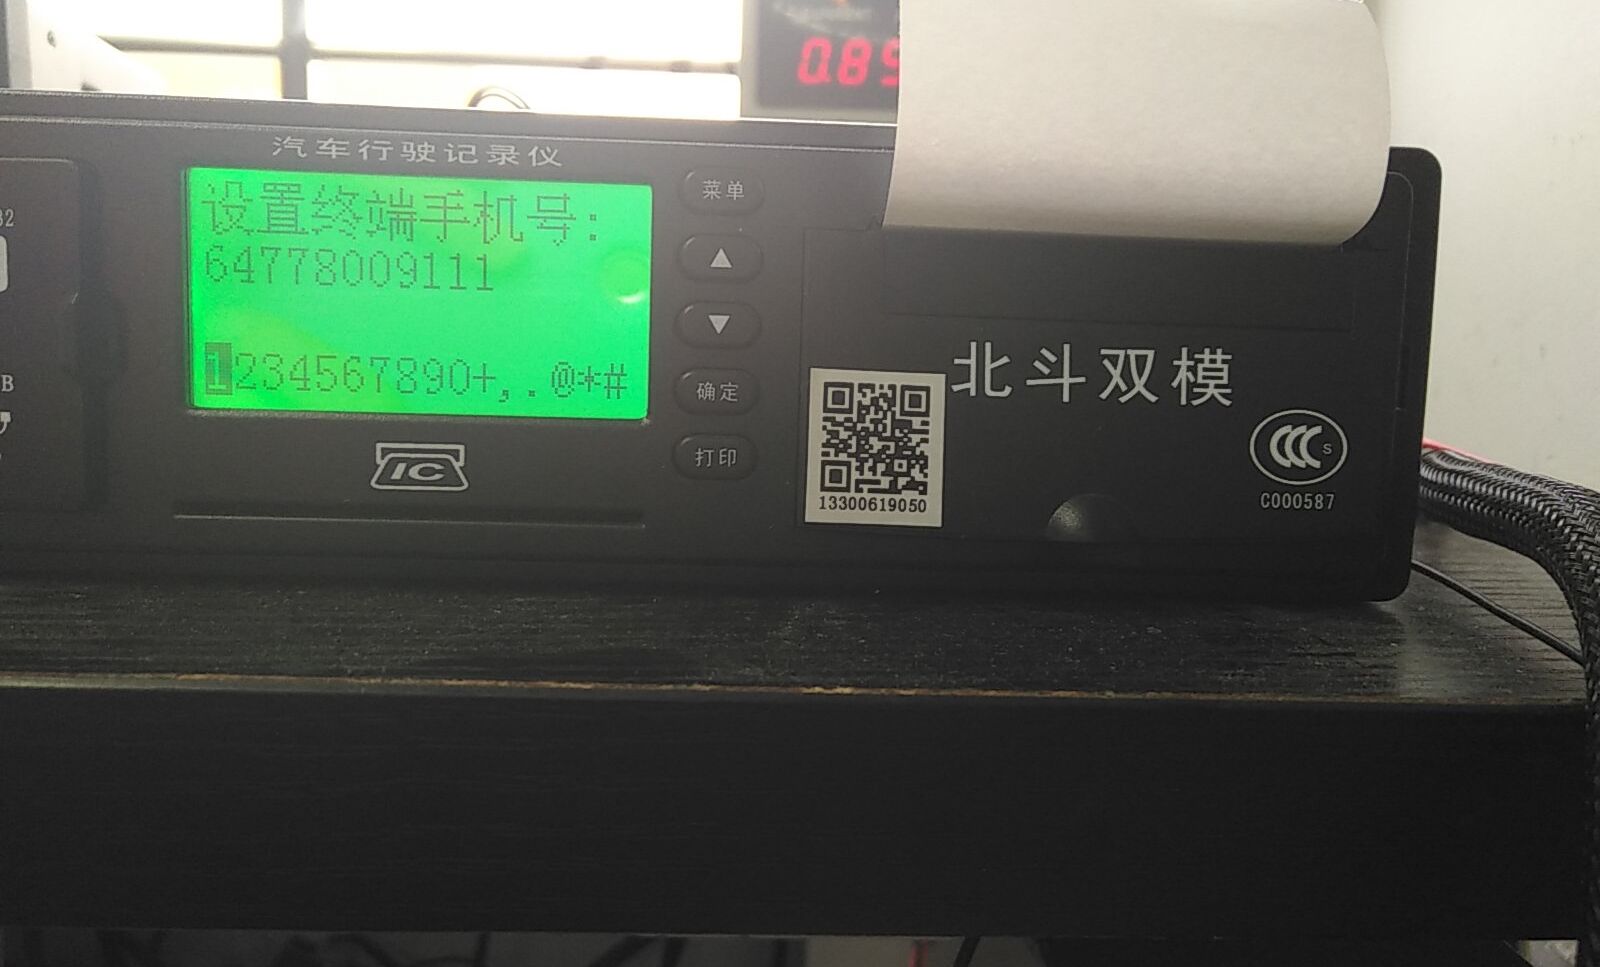 0.89
汽车行驶记录仪
设置终端手机号:
64778009111
1234567890+,.@*#
菜单
▲
▼
确定
打印
IC
32
B
北斗双模
13300619050
S
C000587